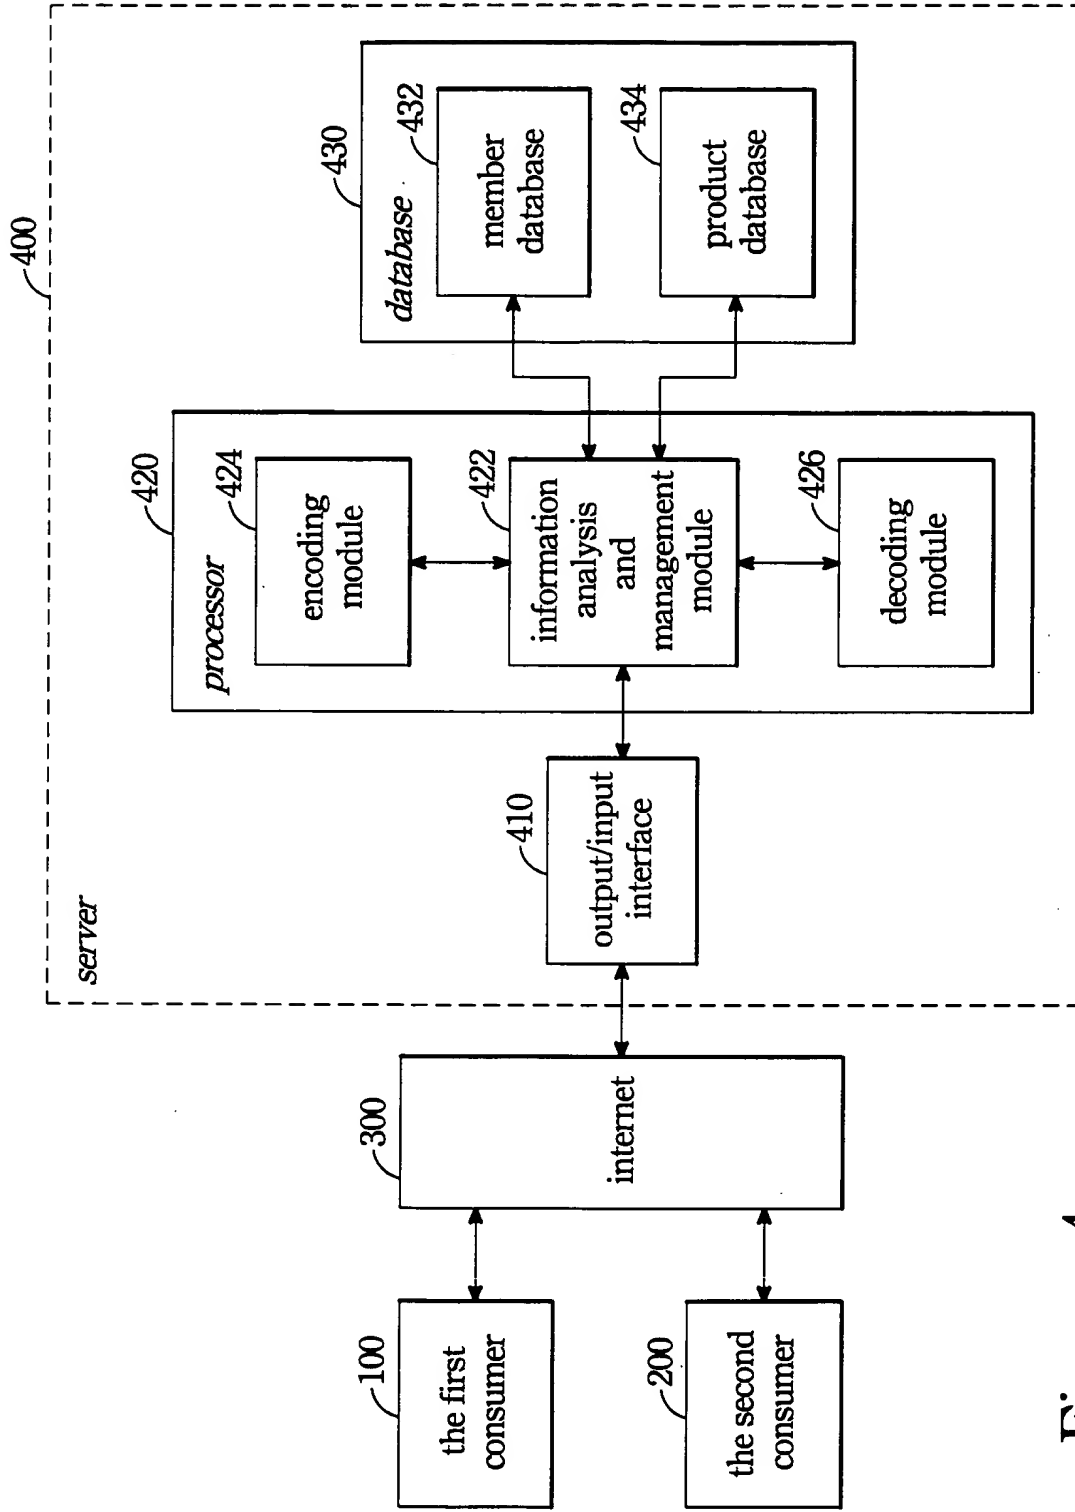 400
server
430
database
432
member
database
434
product
database
420
processor
424
encoding
module
422
information
analysis
and
management
module
426
decoding
module
410
output/input
interface
300
internet
100
the first
consumer
200
the second
consumer